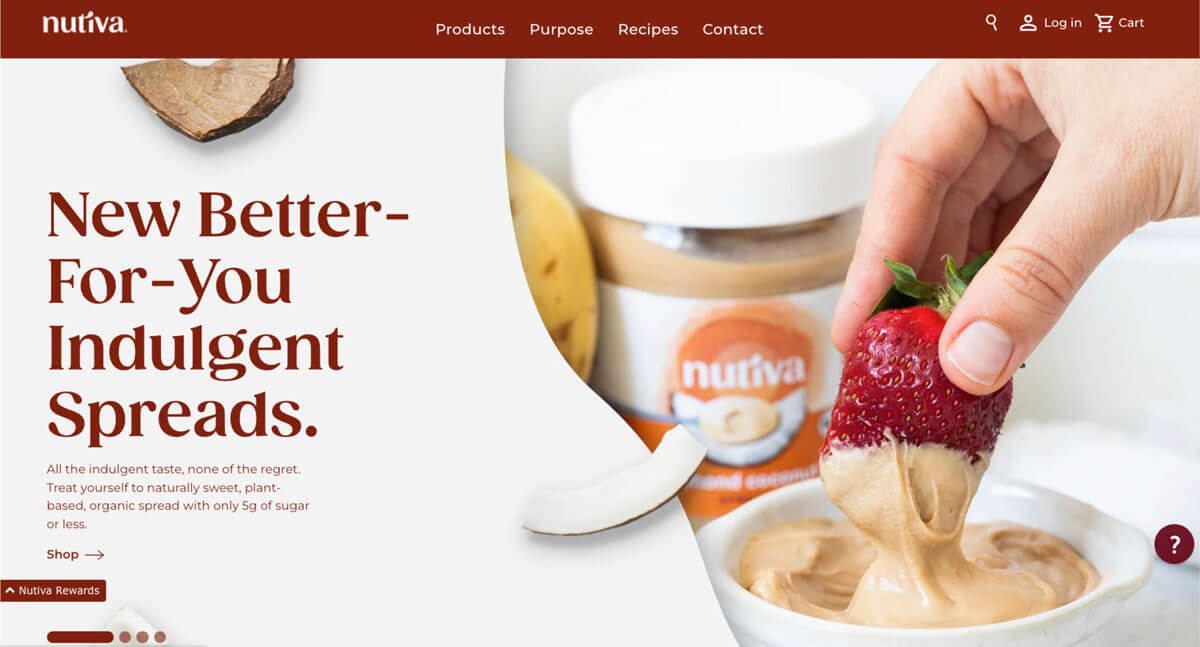 nutiva
Products Purpose Recipes Contact
Log in Cart
New Better-
For-You
Indulgent
Spreads.
All the indulgent taste, none of the regret.
Treat yourself to naturally sweet, plant-
based, organic spread with only 5g of sugar
or less.
Shop
Nutiva Rewards
nutiva
coconut
?